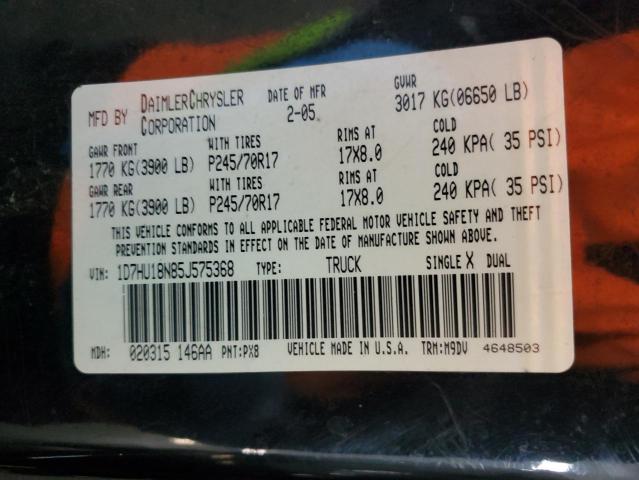 MFD BY DAIMLERCHRYSLER CORPORATION DATE OF MFR 2-05 GVWR 3017 KG(06650 LB)
GAWR FRONT WITH TIRES RIMS AT COLD
1770 KG(3900 LB) P245/70R17 17X8.0 240 KPA( 35 PSI)
GAWR REAR WITH TIRES RIMS AT COLD
1770 KG(3900 LB) P245/70R17 17X8.0 240 KPA( 35 PSI)
THIS VEHICLE CONFORMS TO ALL APPLICABLE FEDERAL MOTOR VEHICLE SAFETY AND THEFT
PREVENTION STANDARDS IN EFFECT ON THE DATE OF MANUFACTURE SHOWN ABOVE.
VIN: 1D7HU18N85J575368 TYPE: TRUCK SINGLE X DUAL
MDH: 020315 146AA PNT:PX8 VEHICLE MADE IN U.S.A. TRM:M9DV 4648503